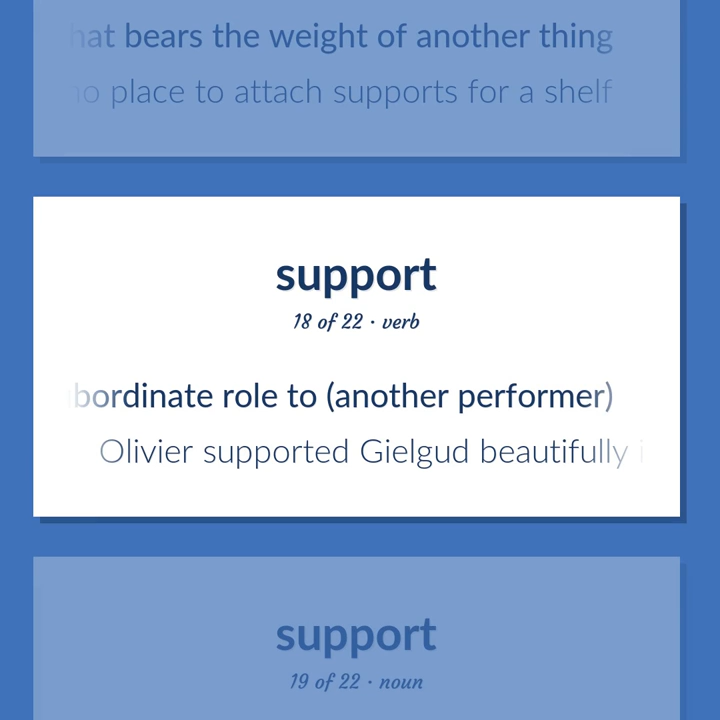 bears the weight of another thing
place to attach supports for a shelf
support
18 of 22 · verb
role to (another performer)
Olivier supported Gielgud beautifully
support
19 of 22 · noun